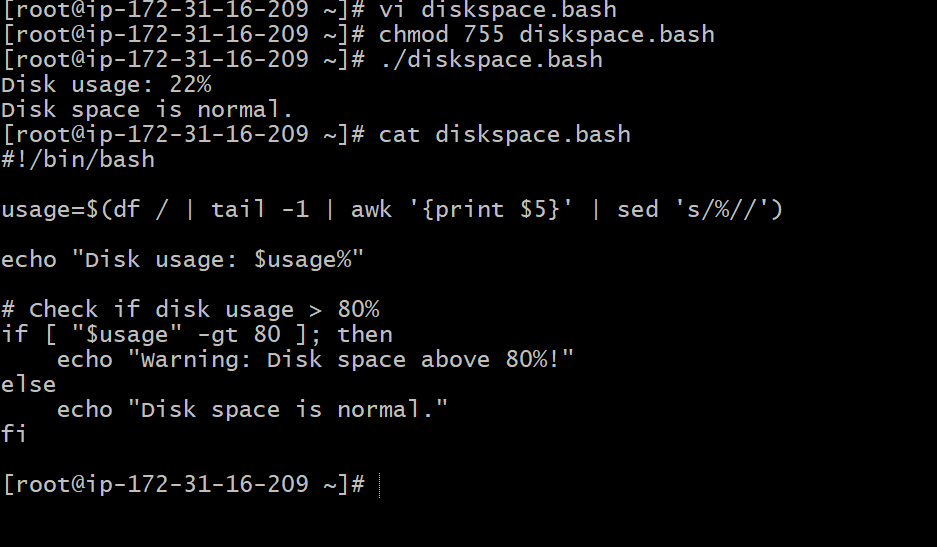 [root@ip-172-31-16-209 ~]# vi diskspace.bash
[root@ip-172-31-16-209 ~]# chmod 755 diskspace.bash
[root@ip-172-31-16-209 ~]# ./diskspace.bash
Disk usage: 22%
Disk space is normal.
[root@ip-172-31-16-209 ~]# cat diskspace.bash
#!/bin/bash

usage=$(df / | tail -1 | awk '{print $5}' | sed 's/%//')

echo "Disk usage: $usage%"

# Check if disk usage > 80%
if [ "$usage" -gt 80 ]; then
    echo "Warning: Disk space above 80%!"
else
    echo "Disk space is normal."
fi

[root@ip-172-31-16-209 ~]#